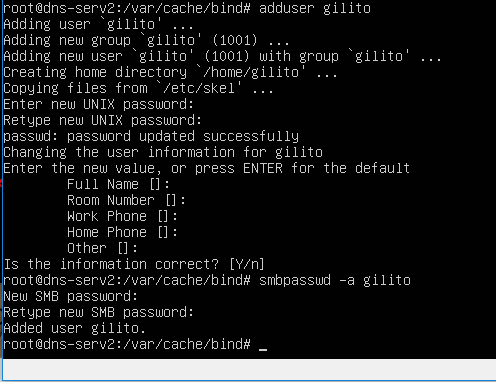 root@dns-serv2:/var/cache/bind# adduser gilito
Adding user `gilito' ...
Adding new group `gilito' (1001) ...
Adding new user `gilito' (1001) with group `gilito' ...
Creating home directory `/home/gilito' ...
Copying files from `/etc/skel' ...
Enter new UNIX password:
Retype new UNIX password:
passwd: password updated successfully
Changing the user information for gilito
Enter the new value, or press ENTER for the default
        Full Name []:
        Room Number []:
        Work Phone []:
        Home Phone []:
        Other []:
Is the information correct? [Y/n]
root@dns-serv2:/var/cache/bind# smbpasswd -a gilito
New SMB password:
Retype new SMB password:
Added user gilito.
root@dns-serv2:/var/cache/bind# _